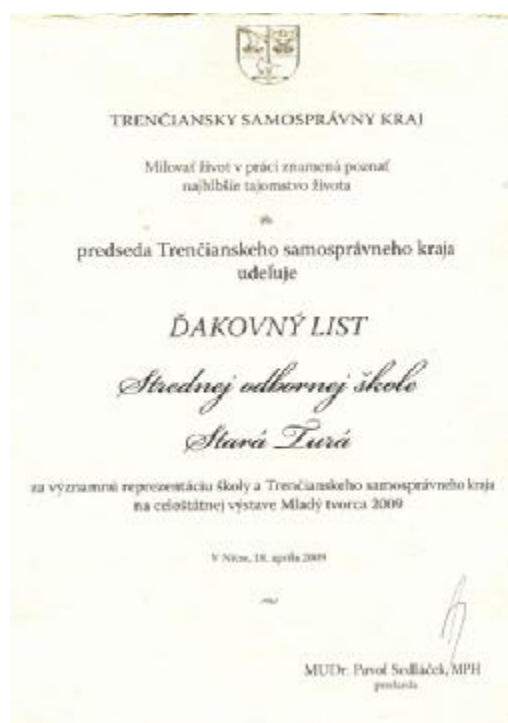 TRENČIANSKY SAMOSPRÁVNY KRAJ
Milovať život v práci znamená poznať
najhlbšie tajomstvo života
predseda Trenčianskeho samosprávneho kraja
udeľuje
ĎAKOVNÝ LIST
Strednej odbornej škole
Stará Turá
za významnú reprezentáciu školy a Trenčianskeho samosprávneho kraja
na celoštátnej výstave Mladý tvorca 2009
V Nitre, 18. apríla 2009
MUDr. Pavol Sedláček, MPH
predseda